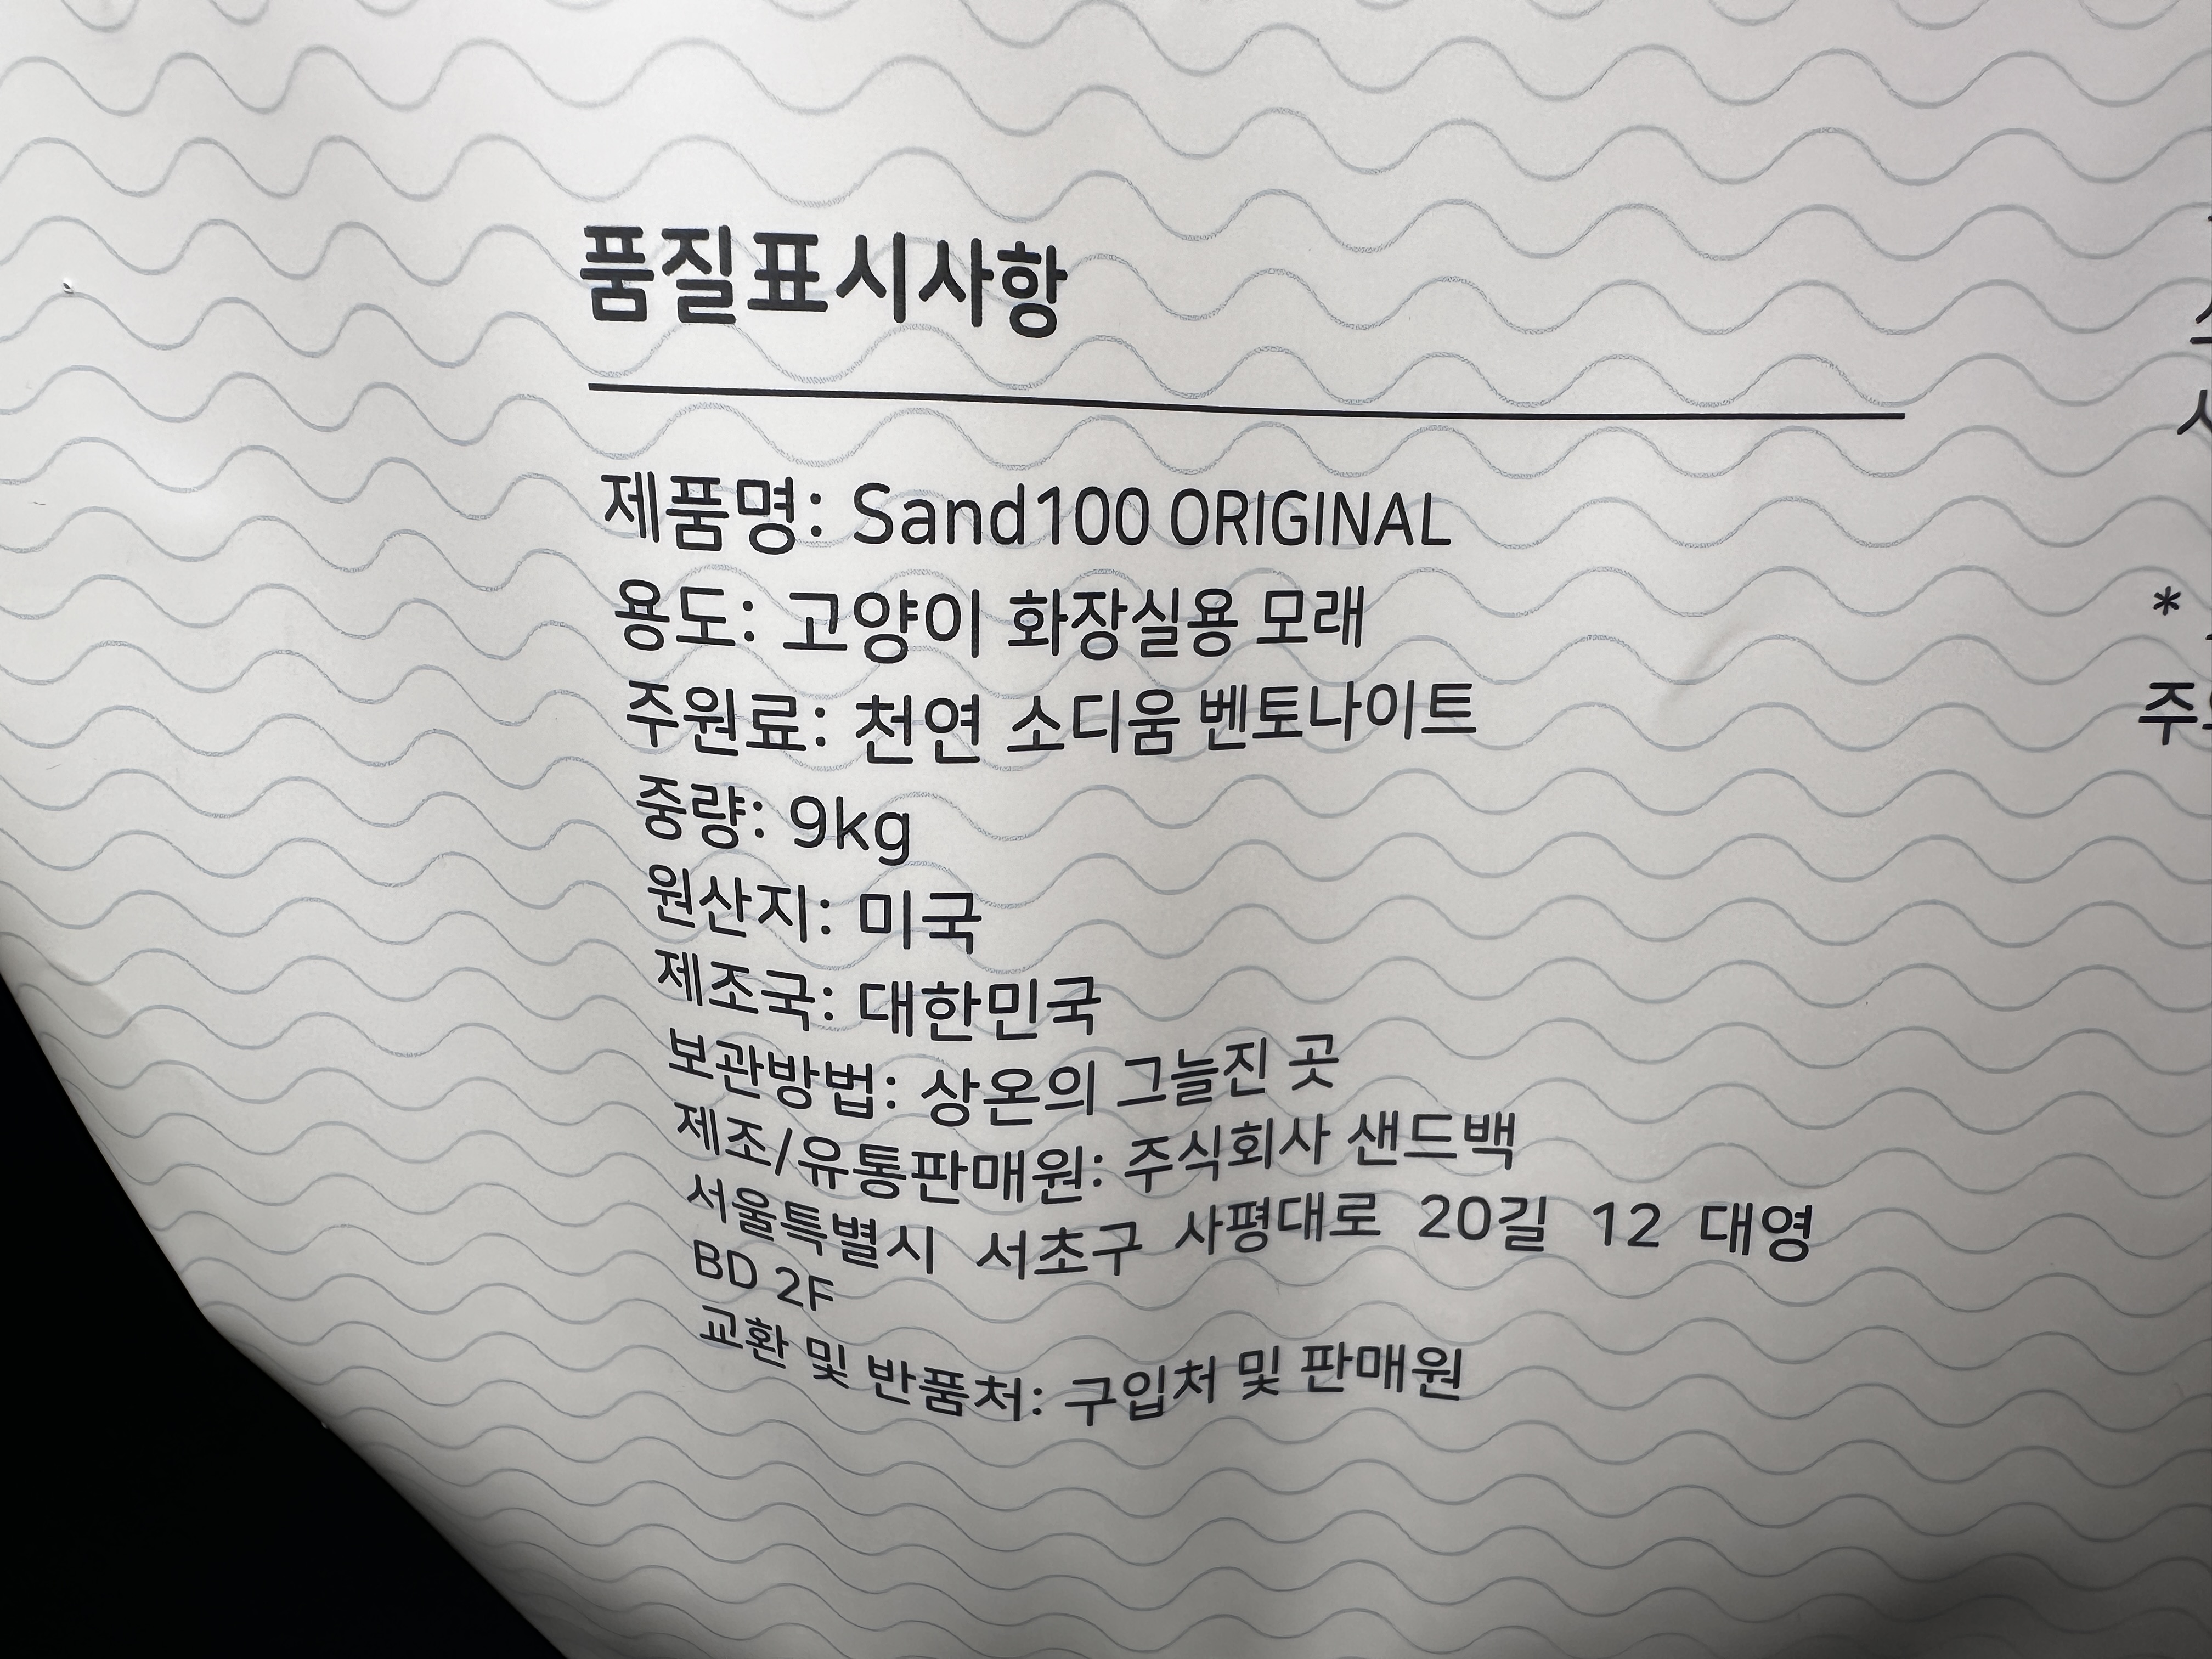 품질표시사항
제품명: Sand100 ORIGINAL
용도: 고양이 화장실용 모래
주원료: 천연 소디움 벤토나이트
중량: 9kg
원산지: 미국
제조국: 대한민국
보관방법: 상온의 그늘진 곳
제조/유통판매원: 주식회사 샌드백
서울특별시 서초구 사평대로 20길 12 대영
BD 2F
교환 및 반품처: 구입처 및 판매원
*